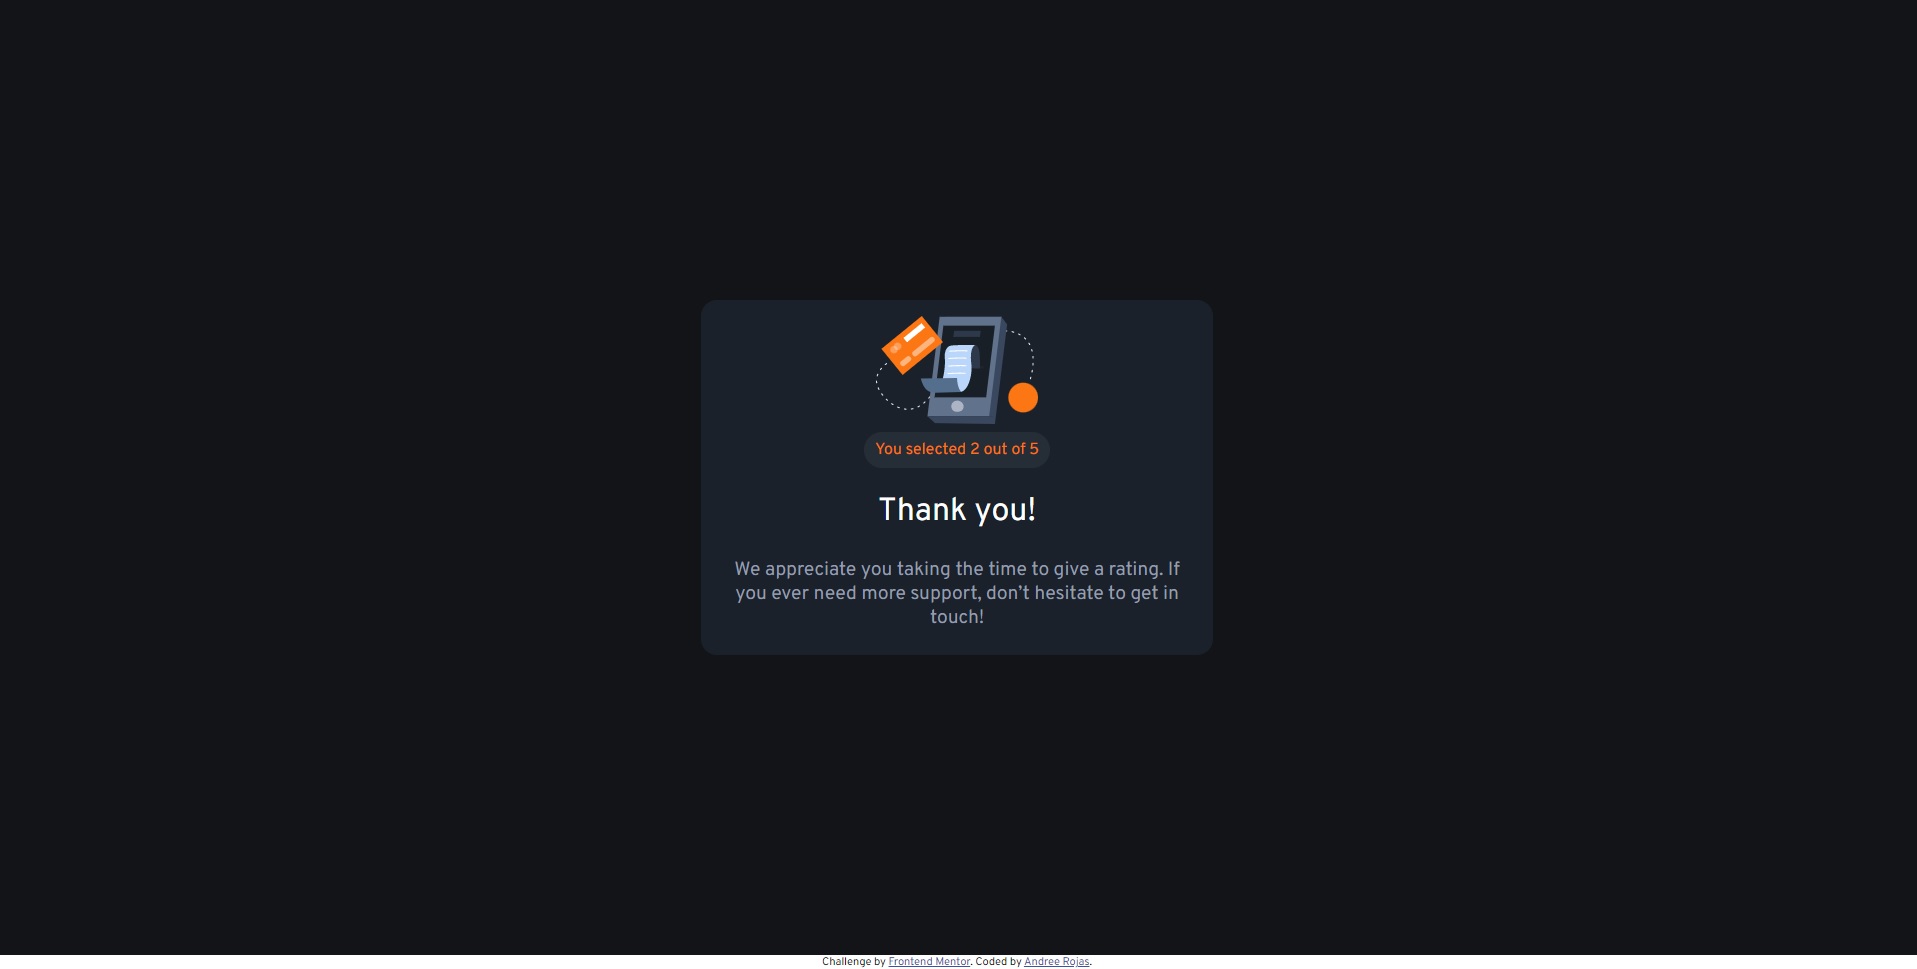 You selected 2 out of 5
Thank you!
We appreciate you taking the time to give a rating. If
you ever need more support, don’t hesitate to get in
touch!
Challenge by Frontend Mentor. Coded by Andree Rojas.